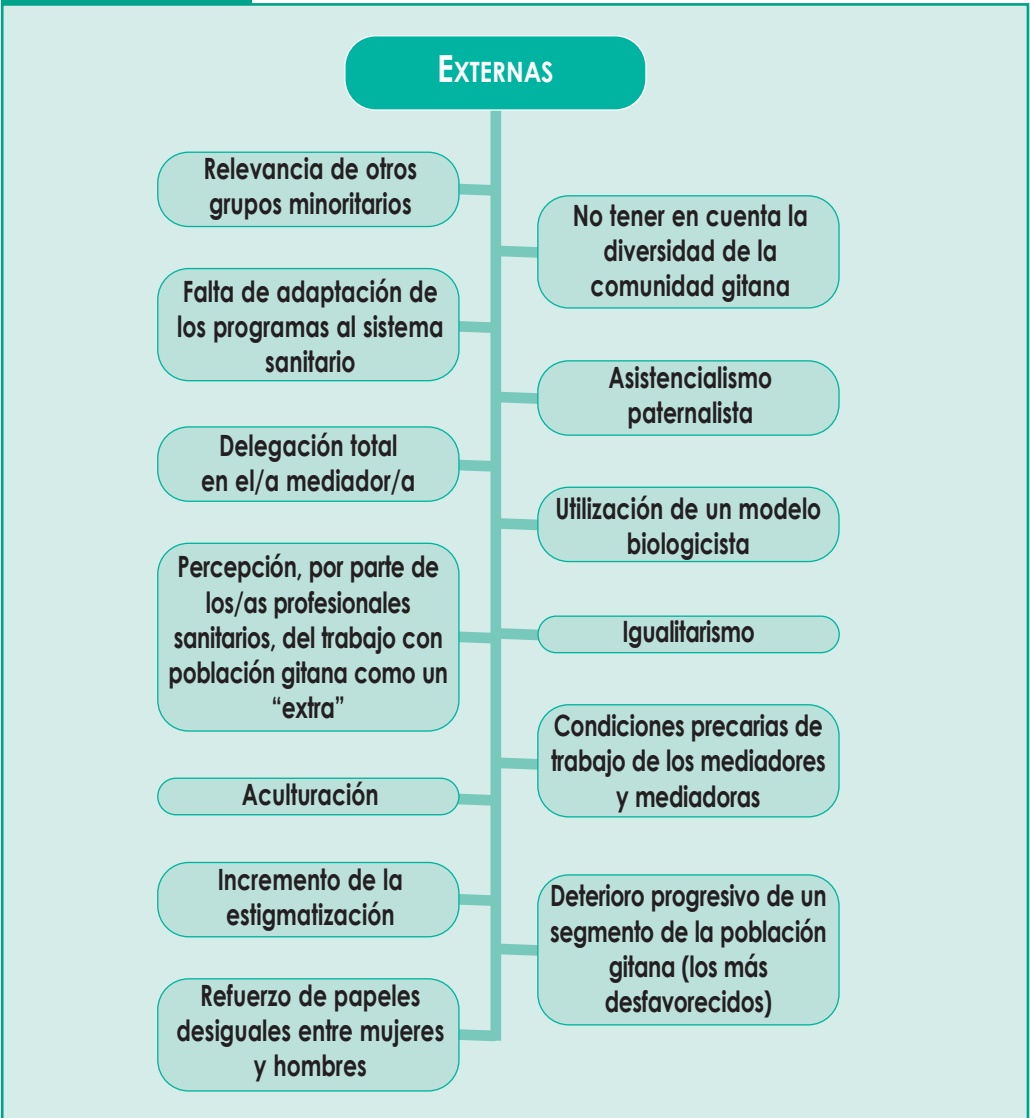 EXTERNAS
Relevancia de otros
grupos minoritarios
No tener en cuenta la
diversidad de la
comunidad gitana
Falta de adaptación de
los programas al sistema
sanitario
Asistencialismo
paternalista
Delegación total
en el/a mediador/a
Utilización de un modelo
biologicista
Percepción, por parte de
los/as profesionales
sanitarios, del trabajo con
población gitana como un
“extra”
Igualitarismo
Condiciones precarias de
trabajo de los mediadores
y mediadoras
Aculturación
Incremento de la
estigmatización
Deterioro progresivo de un
segmento de la población
gitana (los más
desfavorecidos)
Refuerzo de papeles
desiguales entre mujeres
y hombres